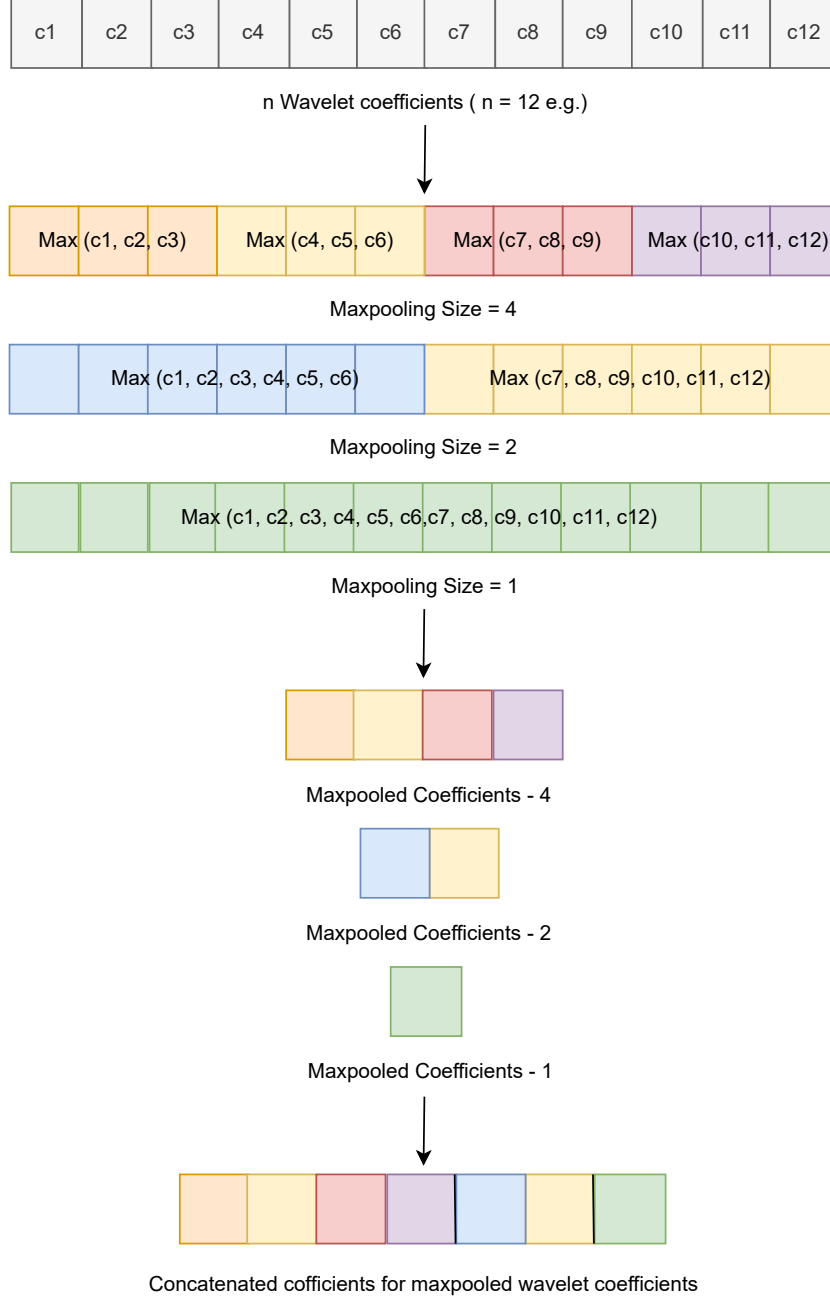 c1 c2 c3 c4 c5 c6 c7 c8 c9 c10 c11 c12
n Wavelet coefficients ( n = 12 e.g.)
Max (c1, c2, c3) Max (c4, c5, c6) Max (c7, c8, c9) Max (c10, c11, c12)
Maxpooling Size = 4
Max (c1, c2, c3, c4, c5, c6) Max (c7, c8, c9, c10, c11, c12)
Maxpooling Size = 2
Max (c1, c2, c3, c4, c5, c6,c7, c8, c9, c10, c11, c12)
Maxpooling Size = 1
Maxpooled Coefficients - 4
Maxpooled Coefficients - 2
Maxpooled Coefficients - 1
Concatenated cofficients for maxpooled wavelet coefficients